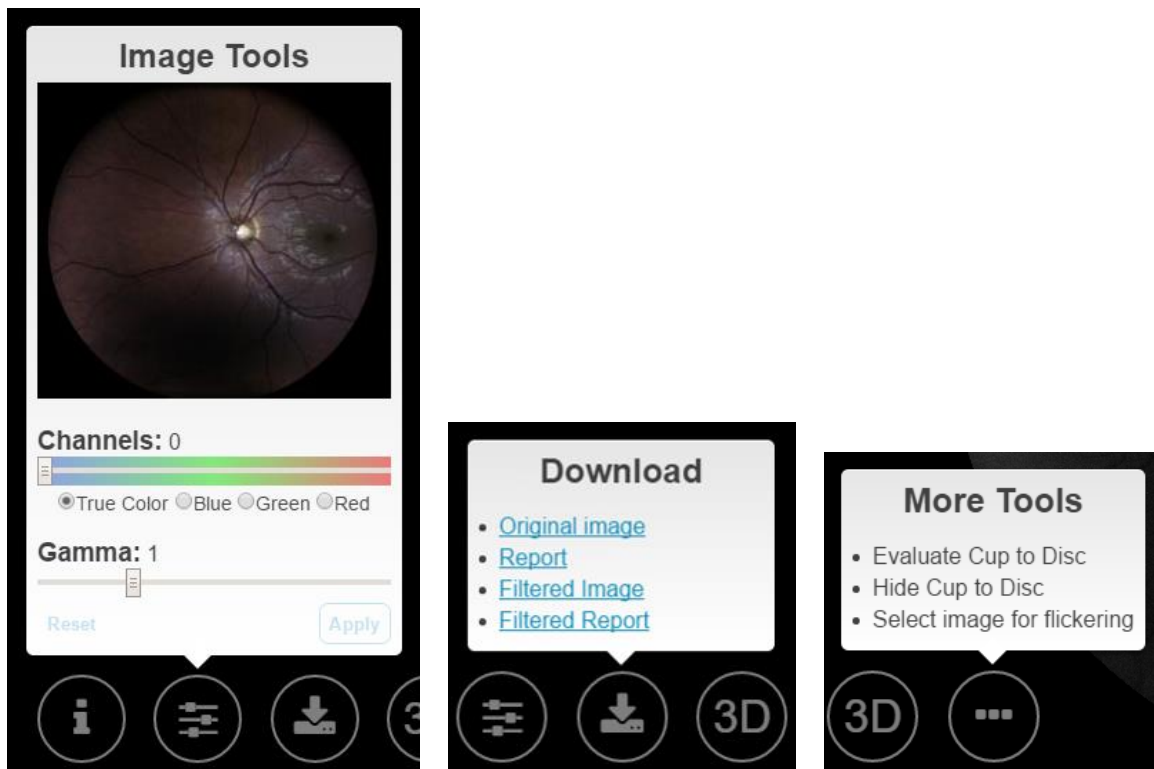 Image Tools
Channels: 0
True Color Blue Green Red
Gamma: 1
Reset Apply
i 3
Download
Original image
Report
Filtered Image
Filtered Report
3D
More Tools
Evaluate Cup to Disc
Hide Cup to Disc
Select image for flickering
3D